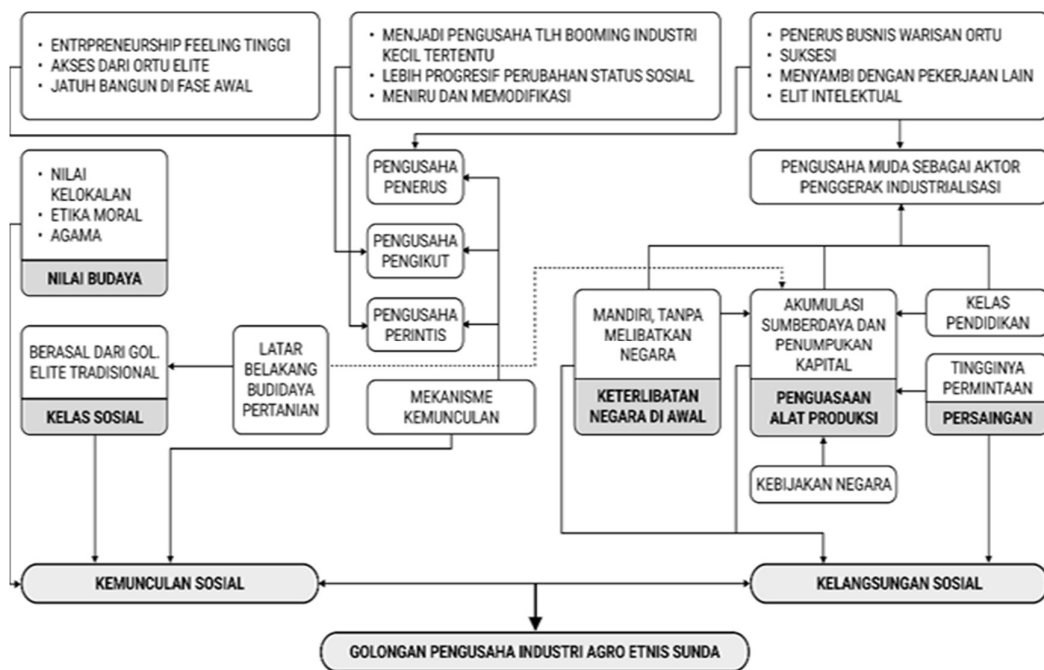 • ENTRPRENEURSHIP FEELING TINGGI
• AKSES DARI ORTU ELITE
• JATUH BANGUN DI FASE AWAL
• MENJADI PENGUSAHA TLH BOOMING INDUSTRI
KECIL TERTENTU
• LEBIH PROGRESIF PERUBAHAN STATUS SOSIAL
• MENIRU DAN MEMODIFIKASI
• PENERUS BUSNIS WARISAN ORTU
• SUKSESI
• MENYAMBI DENGAN PEKERJAAN LAIN
• ELIT INTELEKTUAL
• NILAI
KELOKALAN
• ETIKA MORAL
• AGAMA
NILAI BUDAYA
PENGUSAHA
PENERUS
PENGUSAHA
PENGIKUT
PENGUSAHA
PERINTIS
PENGUSAHA MUDA SEBAGAI AKTOR
PENGGERAK INDUSTRIALISASI
BERASAL DARI GOL.
ELITE TRADISIONAL
KELAS SOSIAL
LATAR
BELAKANG
BUDIDAYA
PERTANIAN
MEKANISME
KEMUNCULAN
MANDIRI, TANPA
MELIBATKAN
NEGARA
KETERLIBATAN
NEGARA DI AWAL
AKUMULASI
SUMBERDAYA DAN
PENUMPUKAN
KAPITAL
PENGUASAAN
ALAT PRODUKSI
KELAS
PENDIDIKAN
TINGGINYA
PERMINTAAN
PERSAINGAN
KEBIJAKAN NEGARA
KEMUNCULAN SOSIAL
KELANGSUNGAN SOSIAL
GOLONGAN PENGUSAHA INDUSTRI AGRO ETNIS SUNDA